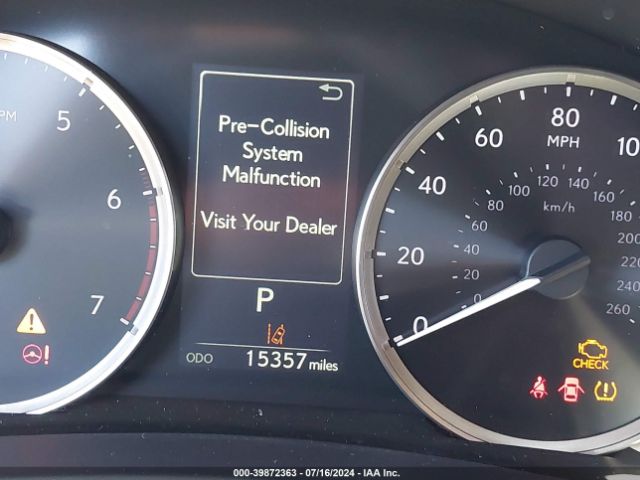 PM
5
6
7
Pre-Collision
System
Malfunction
Visit Your Dealer
P
ODO 15357 miles
0
20
40
60
80
MPH
0
20
40
60
80
100
120
140
160
180
200
220
240
260
km/h
CHECK
000-39872363 | 07/16/2024 | IAA Inc.